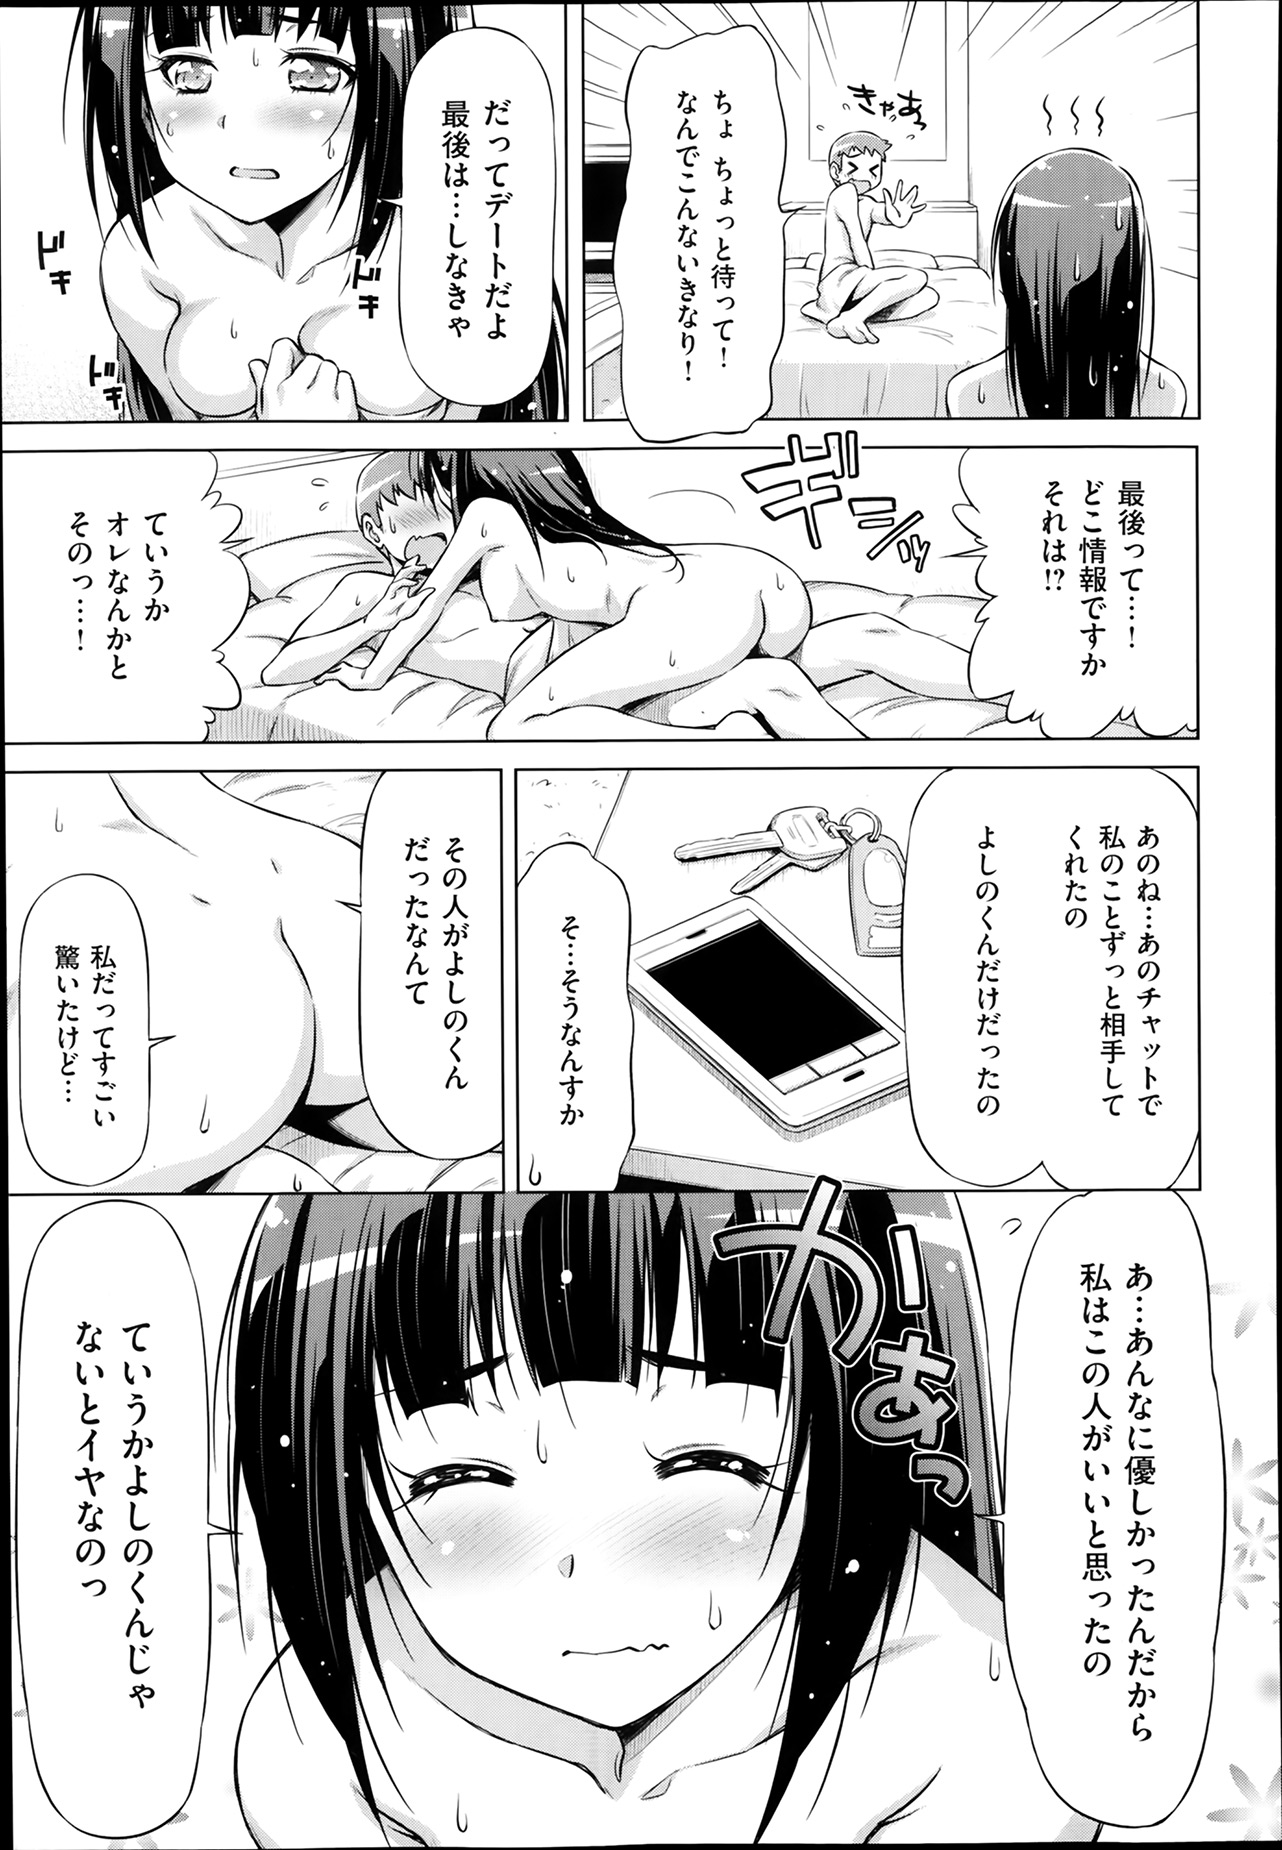 きゃあっ
ちょ ちょっと待って！
なんでこんないきなり！
だってデートだよ
最後は…しなきゃ
ドキ
ドキ
最後って…！
どこ情報ですか
それは!?
ギシッ
ていうか
オレなんかと
そのっ…！
あのね…あのチャットで
私のことずっと相手して
くれたの
よしのくんだけだったの
そ…そうなんすか
その人がよしのくん
だったなんて
私だってすごい
驚いたけど…
あ…あんなに優しかったんだから
私はこの人がいいと思ったの
かーあっ
ていうかよしのくんじゃ
ないとイヤなのっ